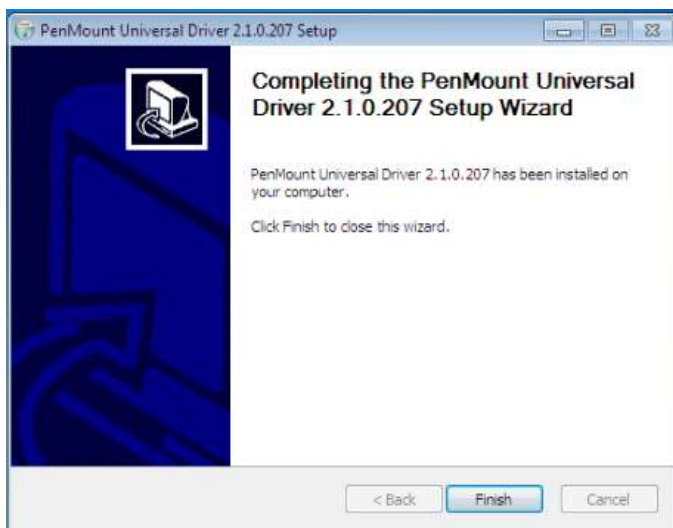 PenMount Universal Driver 2.1.0.207 Setup
Completing the PenMount Universal
Driver 2.1.0.207 Setup Wizard
PenMount Universal Driver 2.1.0.207 has been installed on
your computer.
Click Finish to close this wizard.
< Back
Finish
Cancel